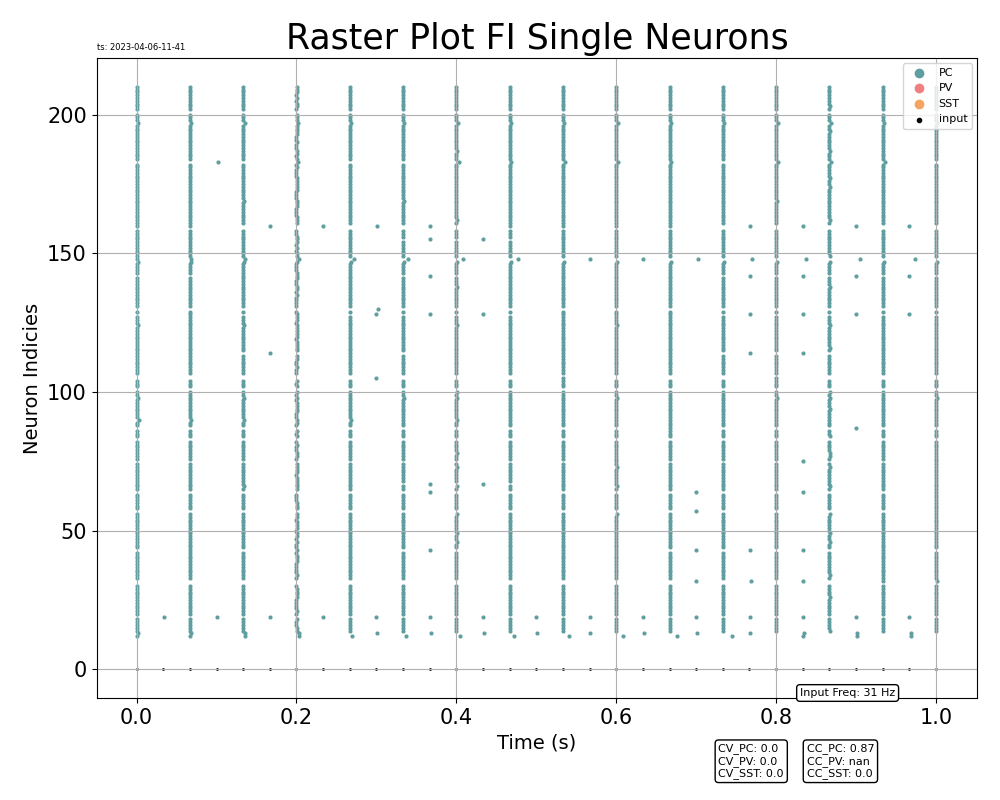 Raster Plot FI Single Neurons
ts: 2023-04-06-11-41
PC
PV
SST
input
200
150
100
50
0
Neuron Indicies
0.0 0.2 0.4 0.6 0.8 1.0
Time (s)
Input Freq: 31 Hz
CV_PC: 0.0
CV_PV: 0.0
CV_SST: 0.0
CC_PC: 0.87
CC_PV: nan
CC_SST: 0.0